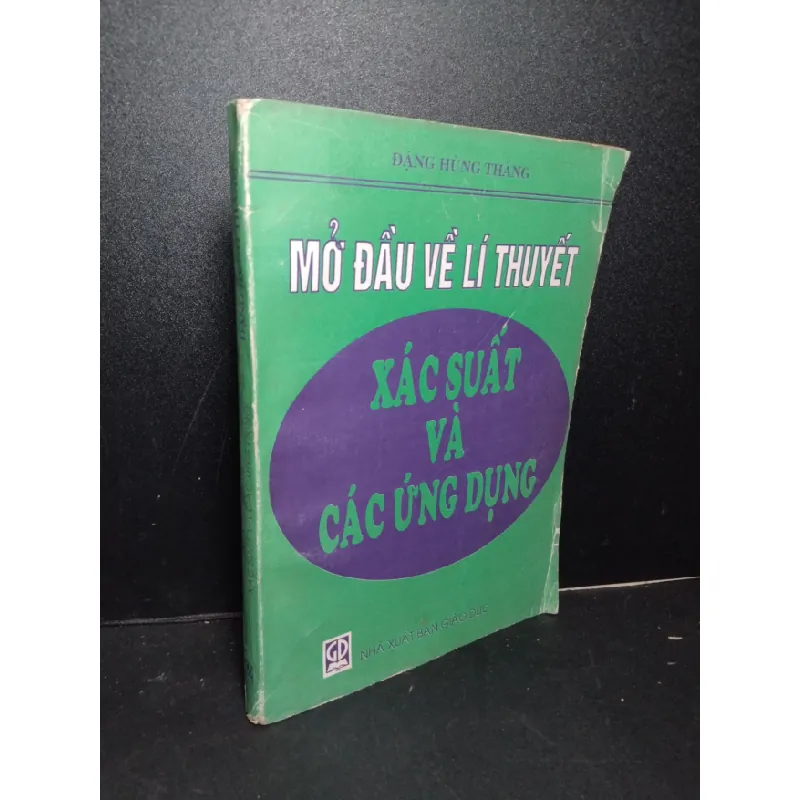 ĐẶNG HÙNG THẮNG
MỞ ĐẦU VỀ LÍ THUYẾT
XÁC SUẤT
VÀ
CÁC ỨNG DỤNG
GD
NHÀ XUẤT BẢN GIÁO DỤC